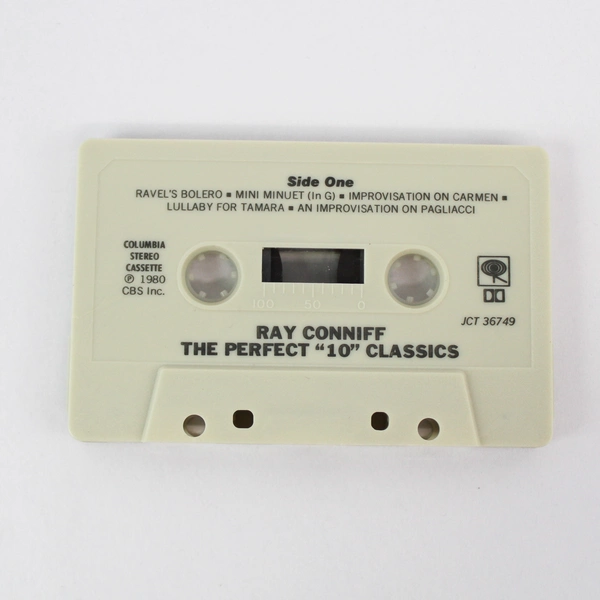 Side One
RAVEL'S BOLERO ▪ MINI MINUET (In G) ▪ IMPROVISATION ON CARMEN ▪
LULLABY FOR TAMARA ▪ AN IMPROVISATION ON PAGLIACCI
COLUMBIA
STEREO
CASSETTE
℗ 1980
CBS Inc.
100 50 0
JCT 36749
RAY CONNIFF
THE PERFECT “10” CLASSICS